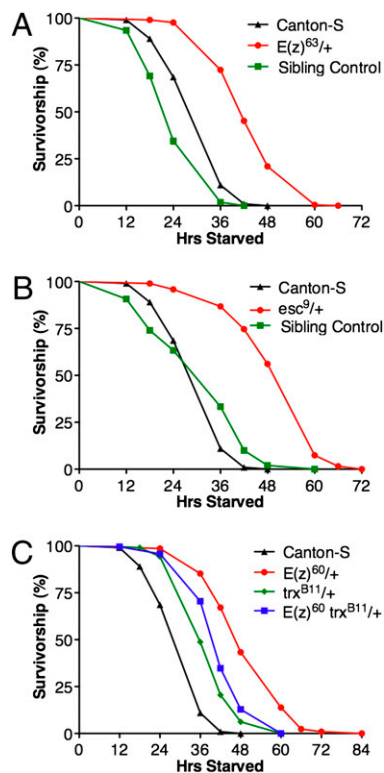 A
Survivorship (%)
100
75
50
25
0
Canton-S
E(z)⁶³/+
Sibling Control
0 12 24 36 48 60 72
Hrs Starved
B
Survivorship (%)
100
75
50
25
0
Canton-S
esc⁹/+
Sibling Control
0 12 24 36 48 60 72
Hrs Starved
C
Survivorship (%)
100
75
50
25
0
Canton-S
E(z)⁶⁰/+
trxᴮ¹¹/+
E(z)⁶⁰ trxᴮ¹¹/+
0 12 24 36 48 60 72 84
Hrs Starved